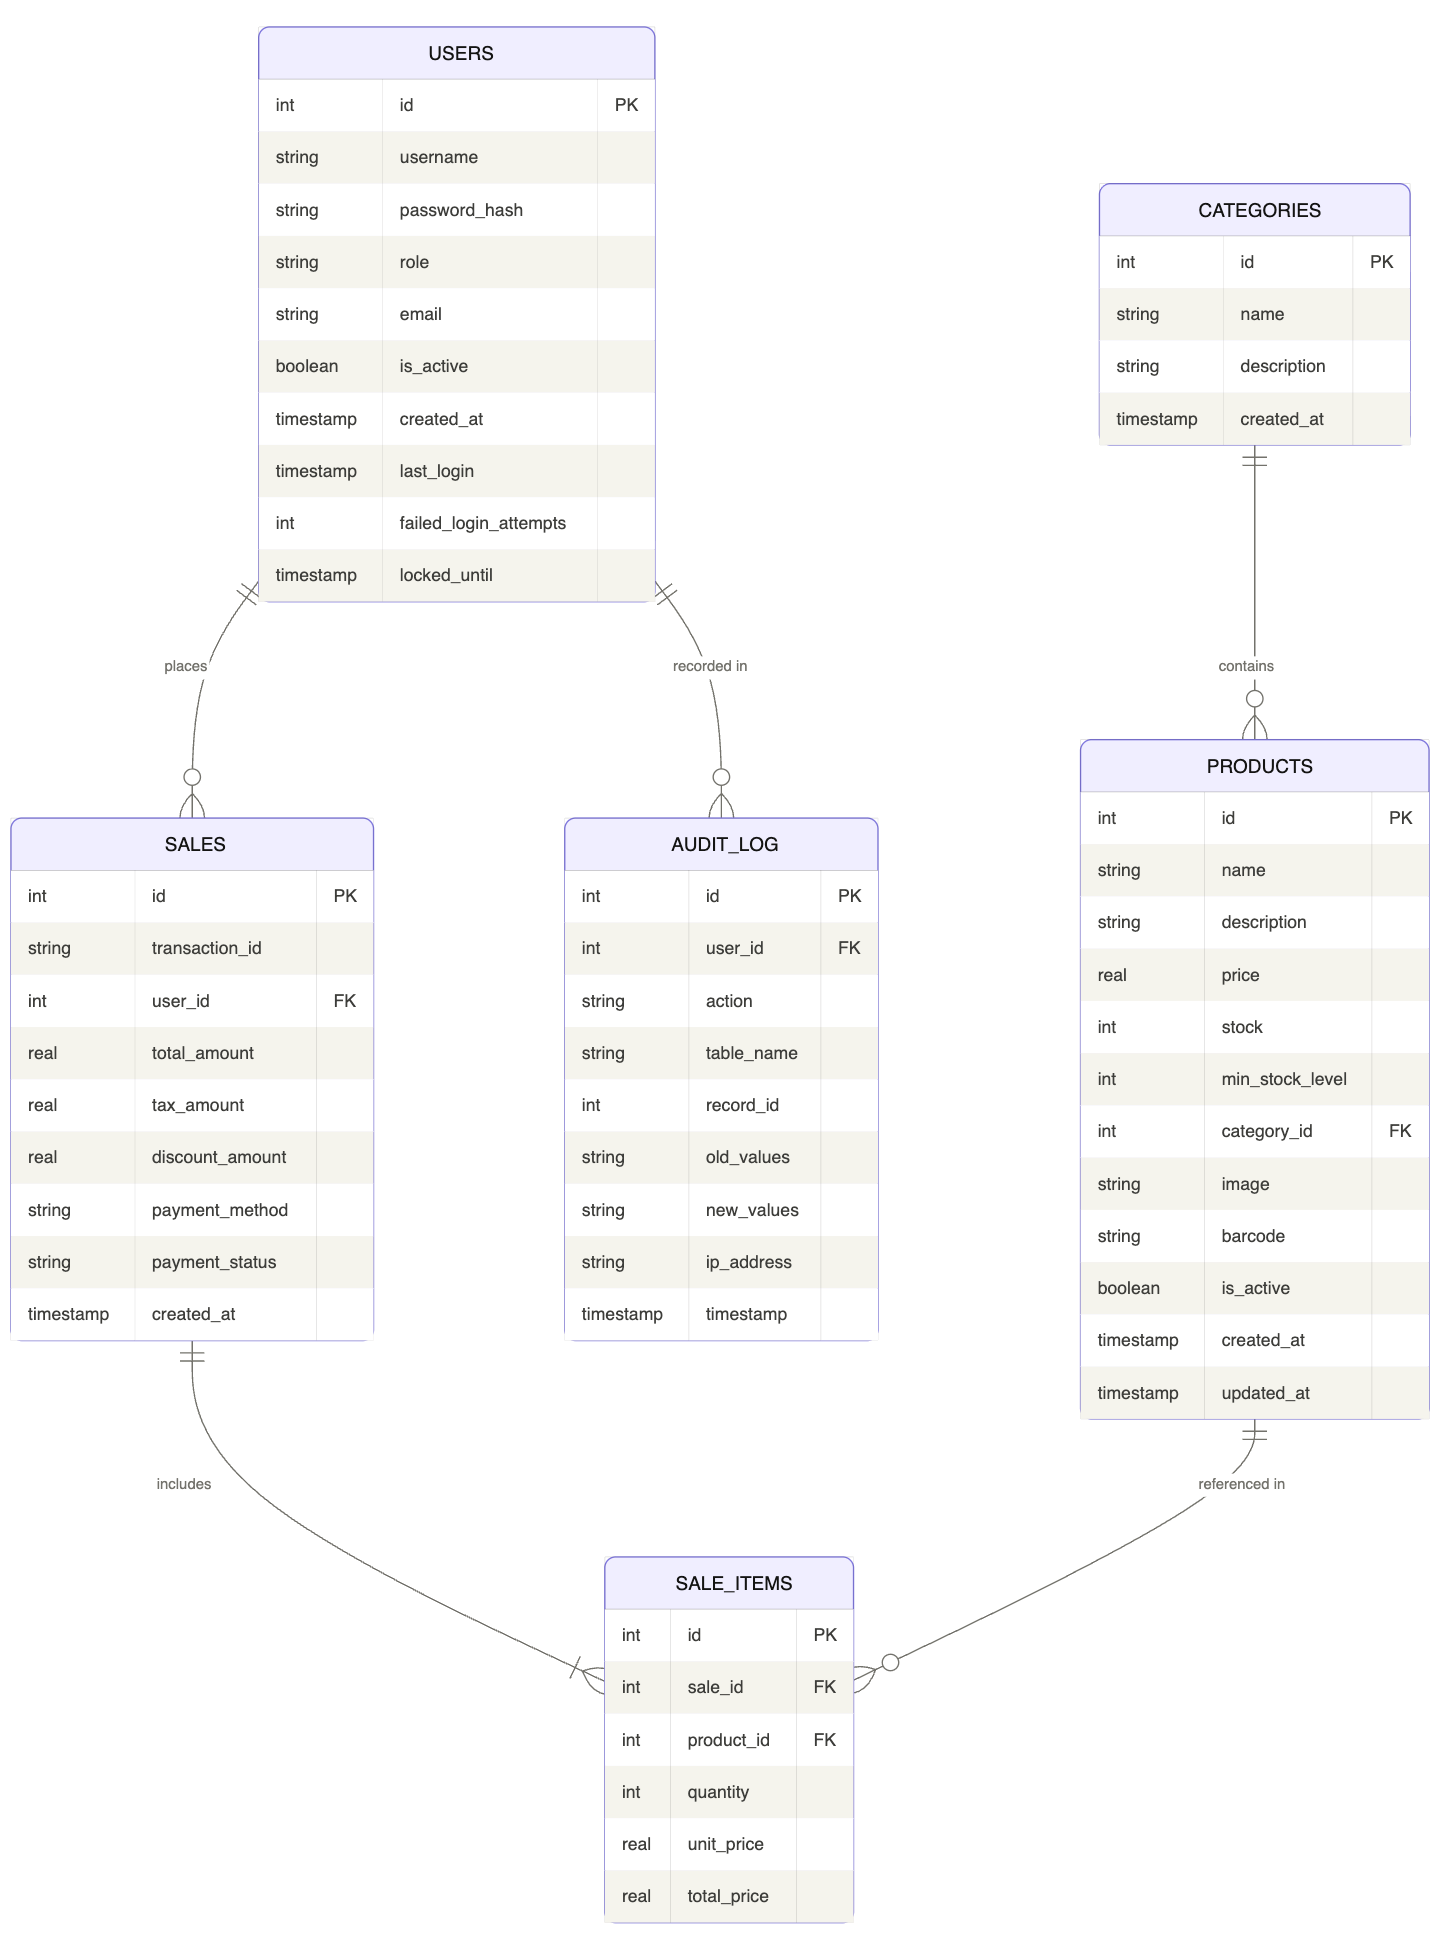 USERS
int id PK
string username
string password_hash
string role
string email
boolean is_active
timestamp created_at
timestamp last_login
int failed_login_attempts
timestamp locked_until
CATEGORIES
int id PK
string name
string description
timestamp created_at
places
recorded in
contains
SALES
int id PK
string transaction_id
int user_id FK
real total_amount
real tax_amount
real discount_amount
string payment_method
string payment_status
timestamp created_at
AUDIT_LOG
int id PK
int user_id FK
string action
string table_name
int record_id
string old_values
string new_values
string ip_address
timestamp timestamp
PRODUCTS
int id PK
string name
string description
real price
int stock
int min_stock_level
int category_id FK
string image
string barcode
boolean is_active
timestamp created_at
timestamp updated_at
includes
referenced in
SALE_ITEMS
int id PK
int sale_id FK
int product_id FK
int quantity
real unit_price
real total_price